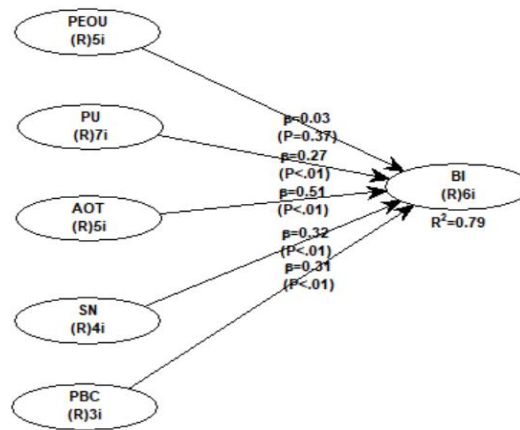 PEOU
(R)5i
PU
(R)7i
AOT
(R)5i
SN
(R)4i
PBC
(R)3i
β=0.03
(P=0.37)
β=0.27
(P<.01)
β=0.51
(P<.01)
β=0.32
(P<.01)
β=0.31
(P<.01)
BI
(R)6i
R²=0.79